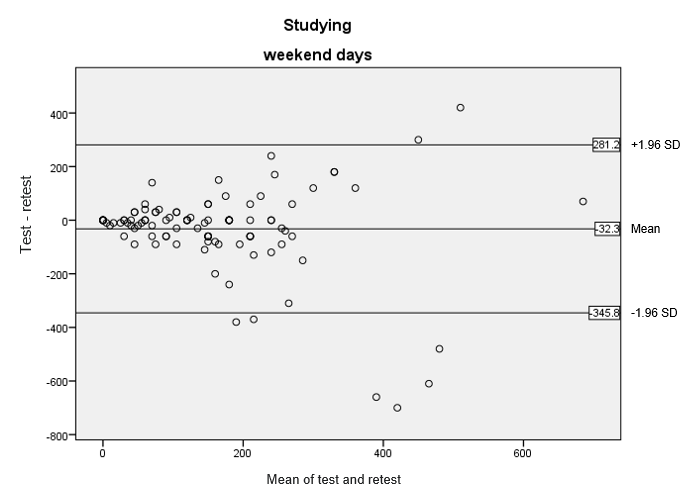 Studying
weekend days
Test - retest
400
200
0
-200
-400
-600
-800
281.2
+1.96 SD
-32.3
Mean
-345.8
-1.96 SD
0
200
400
600
Mean of test and retest